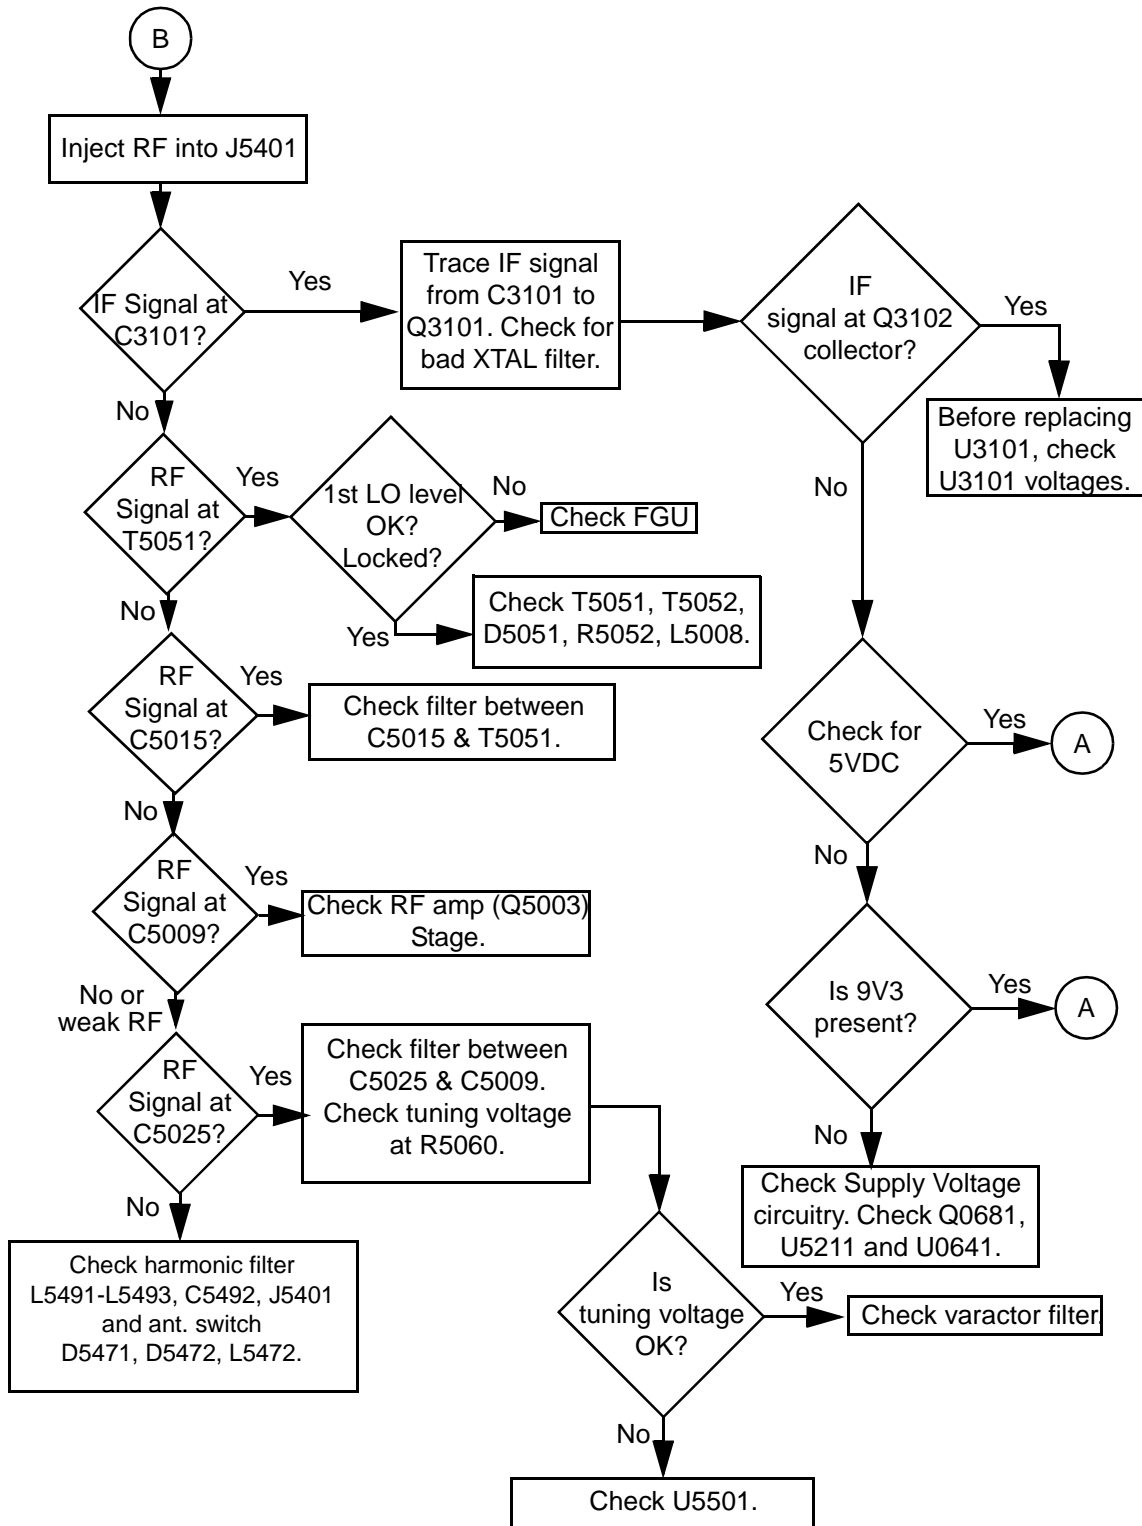 B
Inject RF into J5401
IF Signal at
C3101?
Yes
No
Trace IF signal
from C3101 to
Q3101. Check for
bad XTAL filter.
IF
signal at Q3102
collector?
Yes
No
Before replacing
U3101, check
U3101 voltages.
RF
Signal at
T5051?
Yes
No
1st LO level
OK?
Locked?
No
Check FGU
Yes
Check T5051, T5052,
D5051, R5052, L5008.
RF
Signal at
C5015?
Yes
No
Check filter between
C5015 & T5051.
Check for
5VDC
Yes
A
No
RF
Signal at
C5009?
Yes
Check RF amp (Q5003)
Stage.
No or
weak RF
Is 9V3
present?
Yes
A
No
Check Supply Voltage
circuitry. Check Q0681,
U5211 and U0641.
RF
Signal at
C5025?
Yes
No
Check filter between
C5025 & C5009.
Check tuning voltage
at R5060.
Check harmonic filter
L5491-L5493, C5492, J5401
and ant. switch
D5471, D5472, L5472.
Is
tuning voltage
OK?
Yes
Check varactor filter.
No
Check U5501.